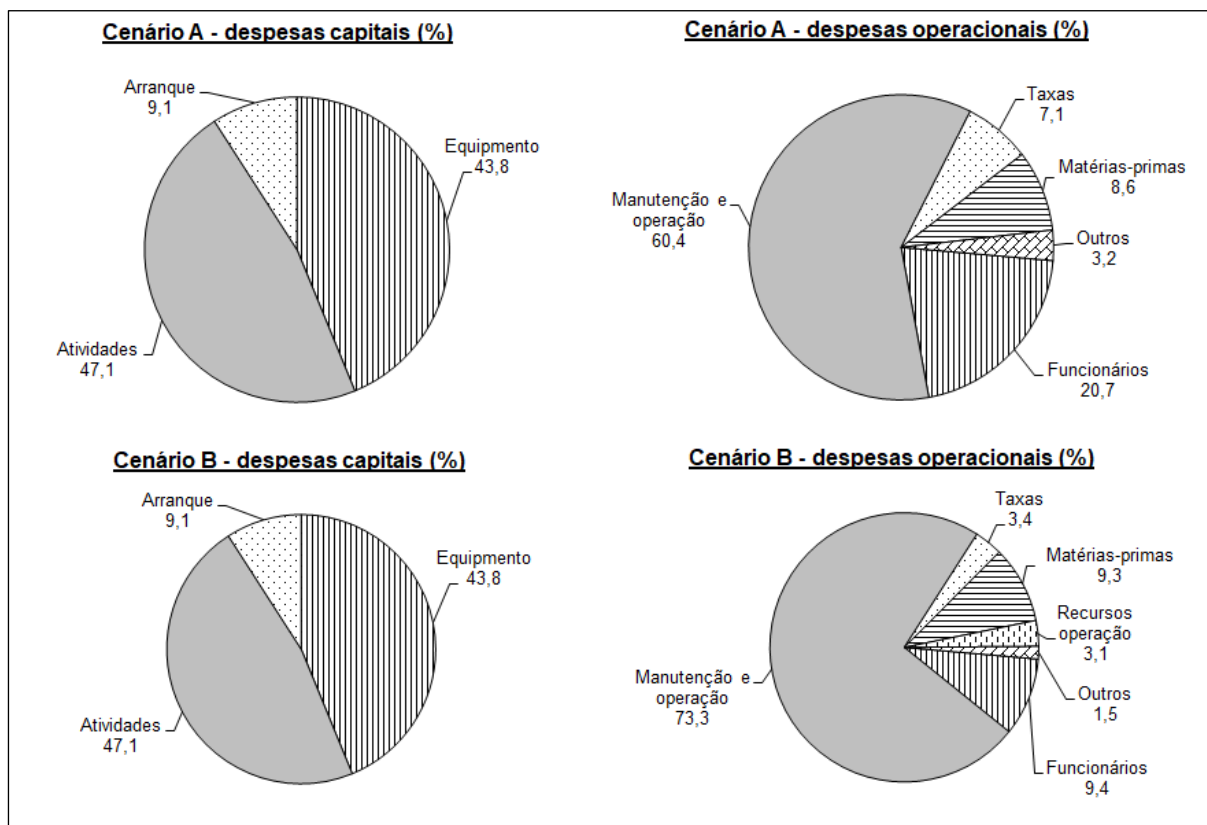 Cenário A - despesas capitais (%)
Arranque
9,1
Equipmento
43,8
Atividades
47,1
Cenário A - despesas operacionais (%)
Taxas
7,1
Matérias-primas
8,6
Manutenção e
operação
60,4
Outros
3,2
Funcionários
20,7
Cenário B - despesas capitais (%)
Arranque
9,1
Equipmento
43,8
Atividades
47,1
Cenário B - despesas operacionais (%)
Taxas
3,4
Matérias-primas
9,3
Recursos
operação
3,1
Manutenção e
operação
73,3
Outros
1,5
Funcionários
9,4